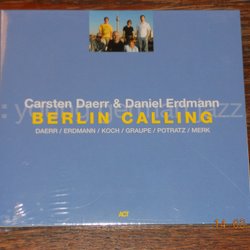 Carsten Daerr & Daniel Erdmann
BERLIN CALLING
DAERR / ERDMANN / KOCH / GRAUPE / POTRATZ / MERK
ACT